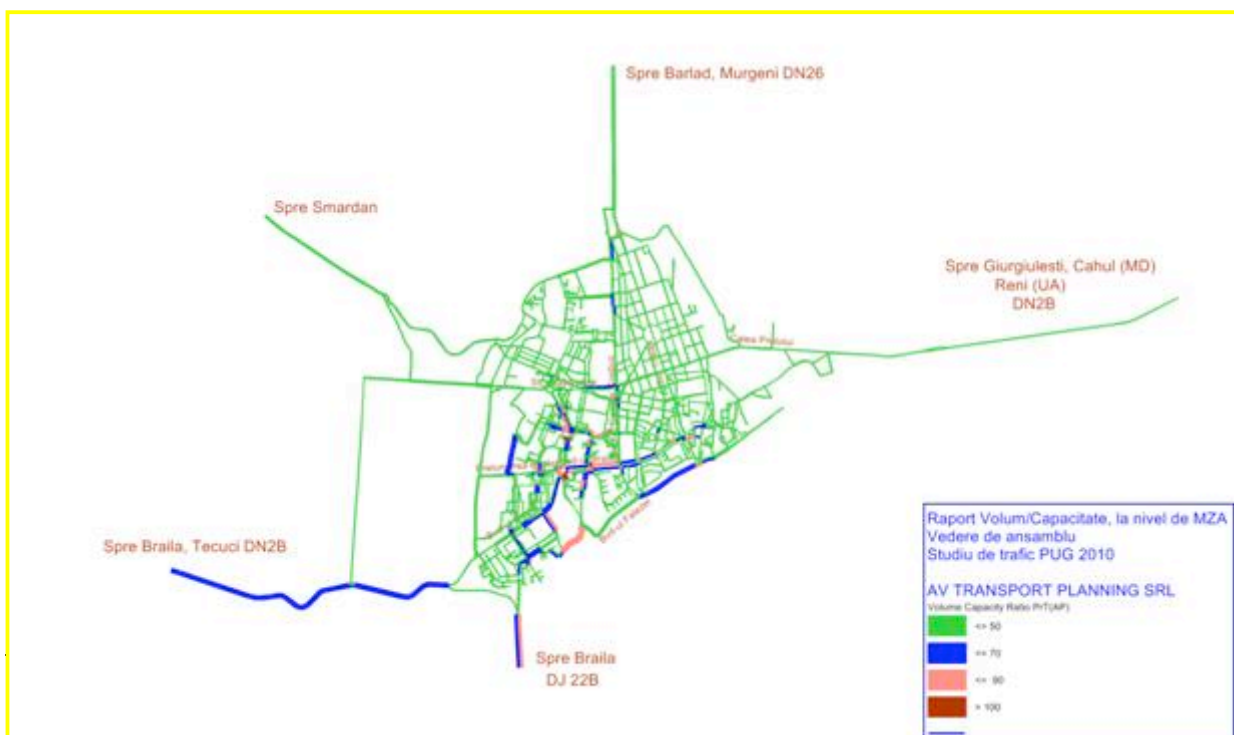 Spre Barlad, Murgeni DN26
Spre Smardan
Spre Giurgiulesti, Cahul (MD)
Reni (UA)
DN2B
Calea Prutului
Spre Braila, Tecuci DN2B
Spre Braila
DJ 22B
Raport Volum/Capacitate, la nivel de MZA
Vedere de ansamblu
Studiu de trafic PUG 2010
AV TRANSPORT PLANNING SRL
Volume Capacity Ratio PrT(AP)
<= 50
<= 70
<= 90
> 100